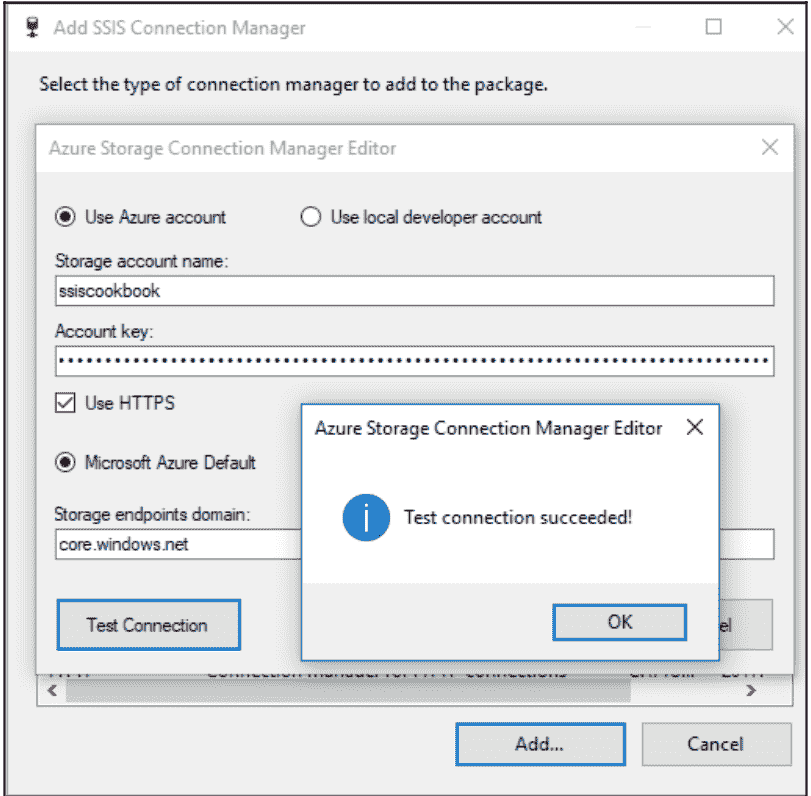 Add SSIS Connection Manager
Select the type of connection manager to add to the package.
Azure Storage Connection Manager Editor
Use Azure account
Use local developer account
Storage account name:
ssiscookbook
Account key:
Use HTTPS
Azure Storage Connection Manager Editor
Microsoft Azure Default
Test connection succeeded!
Storage endpoints domain:
core.windows.net
Test Connection
OK
el
Add...
Cancel